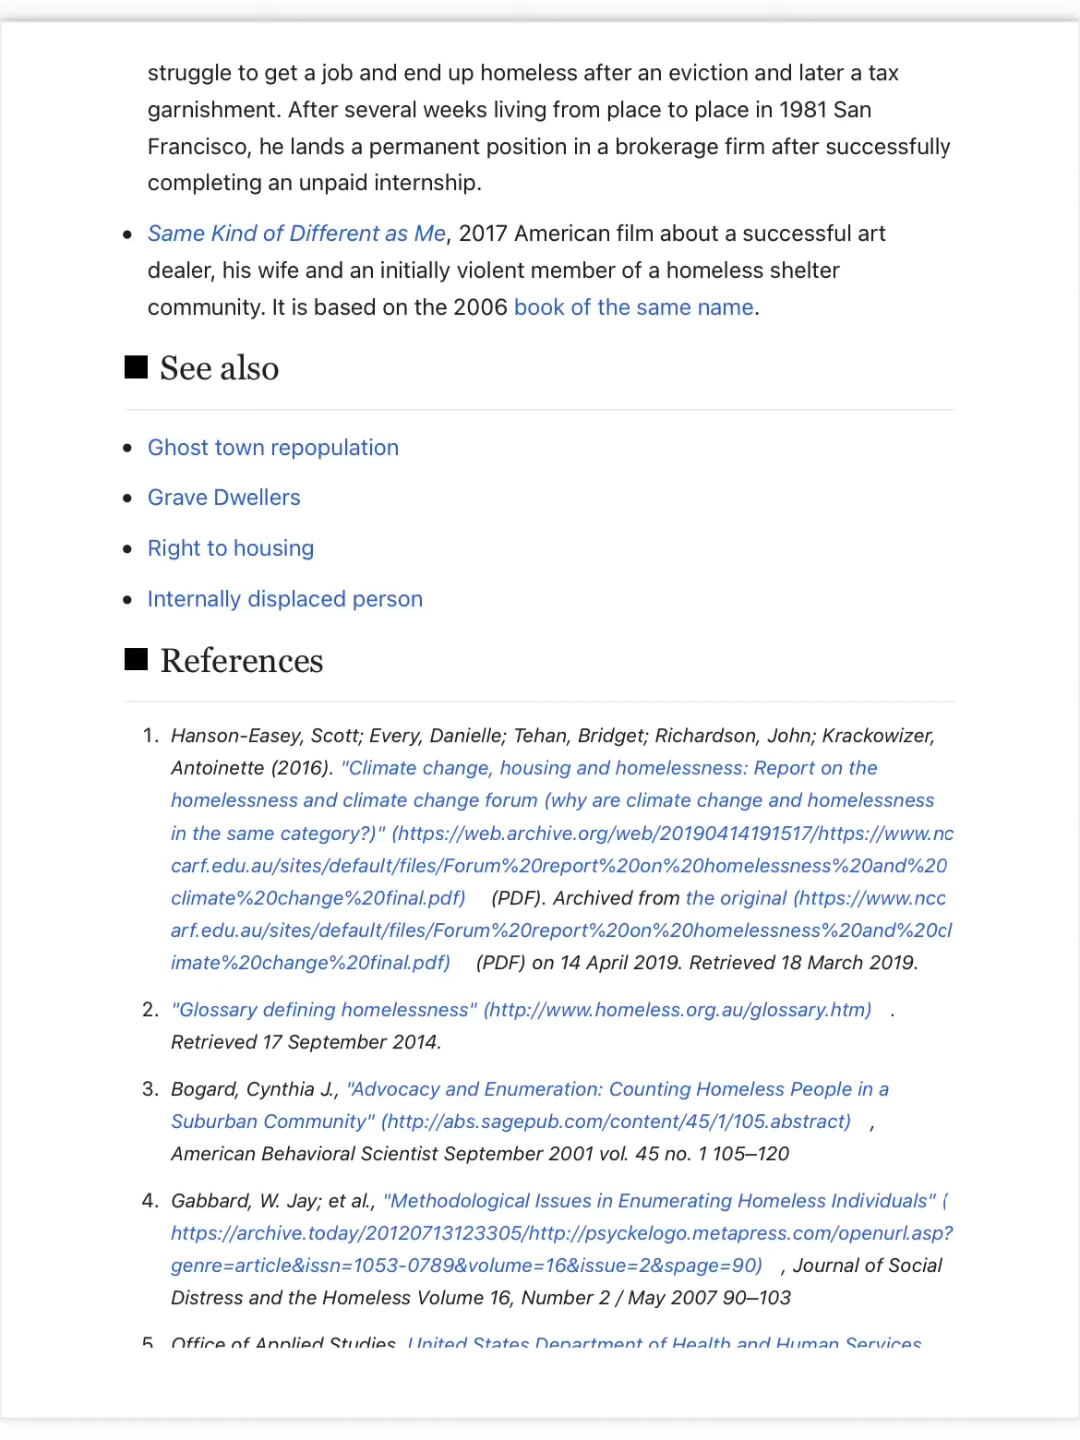 struggle to get a job and end up homeless after an eviction and later a tax
garnishment. After several weeks living from place to place in 1981 San
Francisco, he lands a permanent position in a brokerage firm after successfully
completing an unpaid internship.
• Same Kind of Different as Me, 2017 American film about a successful art
dealer, his wife and an initially violent member of a homeless shelter
community. It is based on the 2006 book of the same name.
See also
• Ghost town repopulation
• Grave Dwellers
• Right to housing
• Internally displaced person
References
1. Hanson-Easey, Scott; Every, Danielle; Tehan, Bridget; Richardson, John; Krackowizer,
Antoinette (2016). "Climate change, housing and homelessness: Report on the
homelessness and climate change forum (why are climate change and homelessness
in the same category?)" (https://web.archive.org/web/20190414191517/https://www.nc
carf.edu.au/sites/default/files/Forum%20report%20on%20homelessness%20and%20
climate%20change%20final.pdf) (PDF). Archived from the original (https://www.ncc
arf.edu.au/sites/default/files/Forum%20report%20on%20homelessness%20and%20cl
imate%20change%20final.pdf) (PDF) on 14 April 2019. Retrieved 18 March 2019.
2. "Glossary defining homelessness" (http://www.homeless.org.au/glossary.htm) .
Retrieved 17 September 2014.
3. Bogard, Cynthia J., "Advocacy and Enumeration: Counting Homeless People in a
Suburban Community" (http://abs.sagepub.com/content/45/1/105.abstract) ,
American Behavioral Scientist September 2001 vol. 45 no. 1 105–120
4. Gabbard, W. Jay; et al., "Methodological Issues in Enumerating Homeless Individuals" (
https://archive.today/20120713123305/http://psyckelogo.metapress.com/openurl.asp?
genre=article&issn=1053-0789&volume=16&issue=2&spage=90) , Journal of Social
Distress and the Homeless Volume 16, Number 2 / May 2007 90–103
5. Office of Applied Studies, United States Department of Health and Human Services